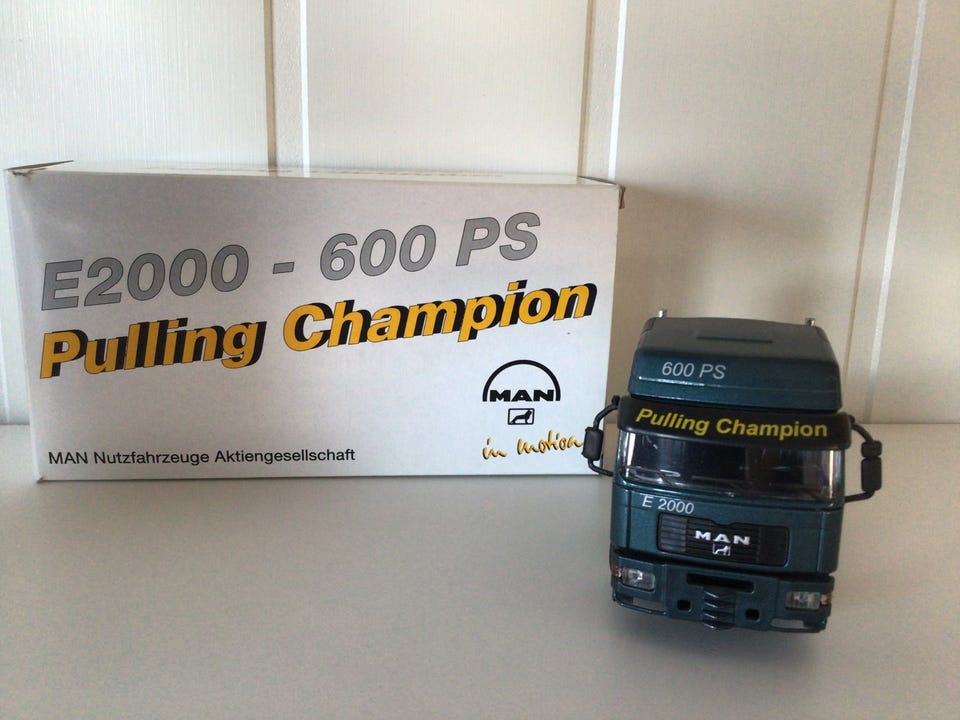 E2000 - 600 PS
Pulling Champion
MAN
in motion
MAN Nutzfahrzeuge Aktiengesellschaft
600 PS
Pulling Champion
E 2000
MAN